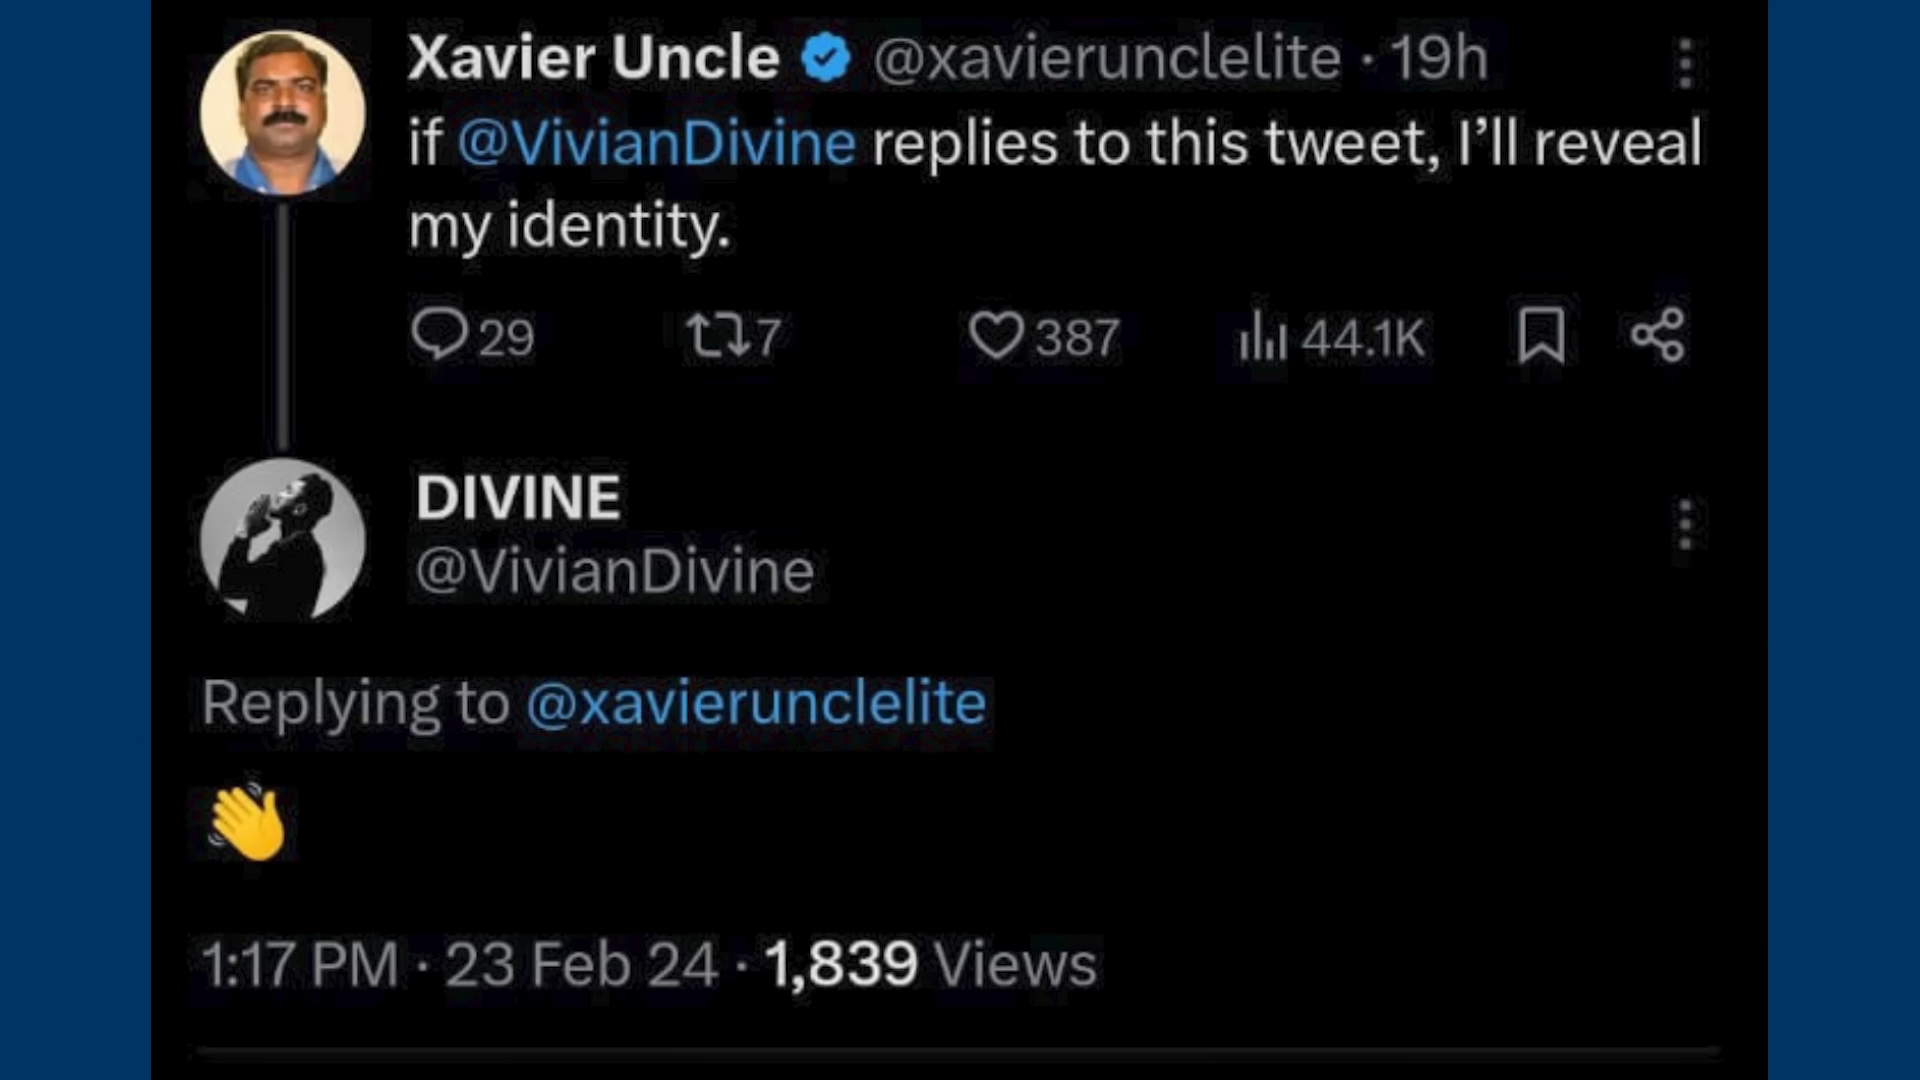 Xavier Uncle @xavierunclelite · 19h
if @VivianDivine replies to this tweet, I’ll reveal
my identity.
29 7 387 44.1K
DIVINE
@VivianDivine
Replying to @xavierunclelite
👋
1:17 PM · 23 Feb 24 · 1,839 Views